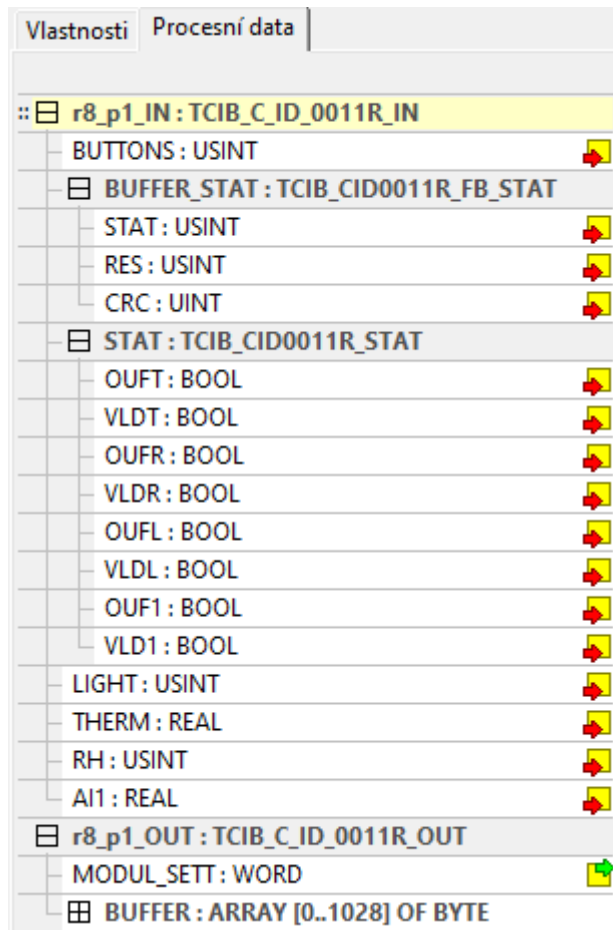 Vlastnosti Procesní data
r8_p1_IN : TCIB_C_ID_0011R_IN
BUTTONS : USINT
BUFFER_STAT : TCIB_CID0011R_FB_STAT
STAT : USINT
RES : USINT
CRC : UINT
STAT : TCIB_CID0011R_STAT
OUFT : BOOL
VLDT : BOOL
OUFR : BOOL
VLDR : BOOL
OUFL : BOOL
VLDL : BOOL
OUF1 : BOOL
VLD1 : BOOL
LIGHT : USINT
THERM : REAL
RH : USINT
AI1 : REAL
r8_p1_OUT : TCIB_C_ID_0011R_OUT
MODUL_SETT : WORD
BUFFER : ARRAY [0..1028] OF BYTE